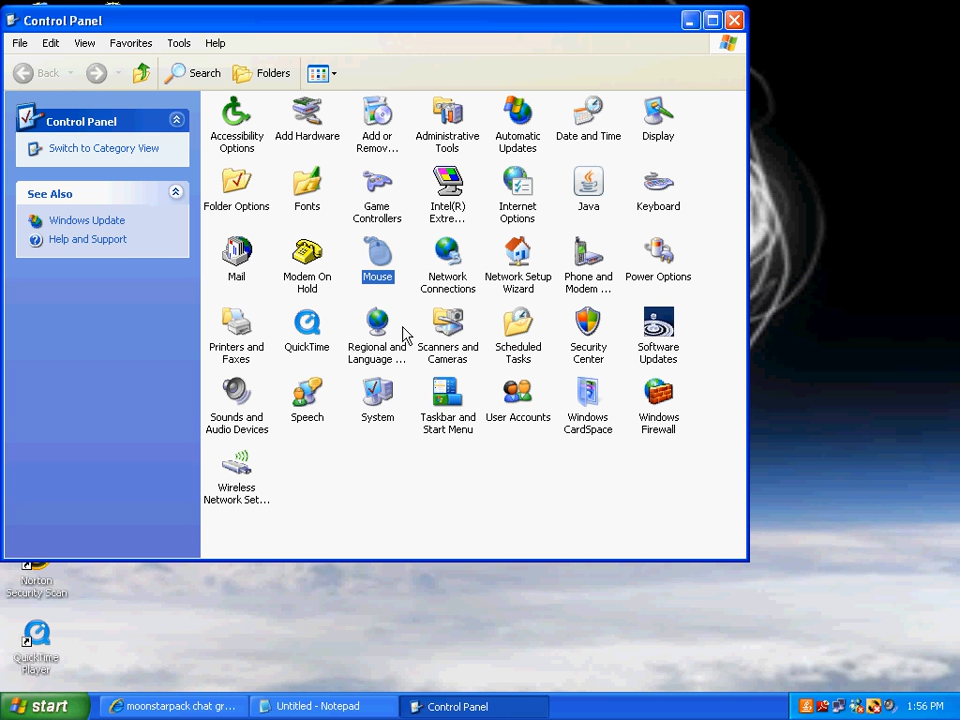 Control Panel
File Edit View Favorites Tools Help
Back Search Folders
Control Panel
Switch to Category View
See Also
Windows Update
Help and Support
Accessibility
Options
Add Hardware
Add or
Remov...
Administrative
Tools
Automatic
Updates
Date and Time
Display
Folder Options
Fonts
Game
Controllers
Intel(R)
Extre...
Internet
Options
Java
Keyboard
Mail
Modem On
Hold
Mouse
Network
Connections
Network Setup
Wizard
Phone and
Modem ...
Power Options
Printers and
Faxes
QuickTime
Regional and
Language ...
Scanners and
Cameras
Scheduled
Tasks
Security
Center
Software
Updates
Sounds and
Audio Devices
Speech
System
Taskbar and
Start Menu
User Accounts
Windows
CardSpace
Windows
Firewall
Wireless
Network Set...
Norton
Security Scan
QuickTime
Player
start moonstarpack chat gr... Untitled - Notepad Control Panel 1:56 PM